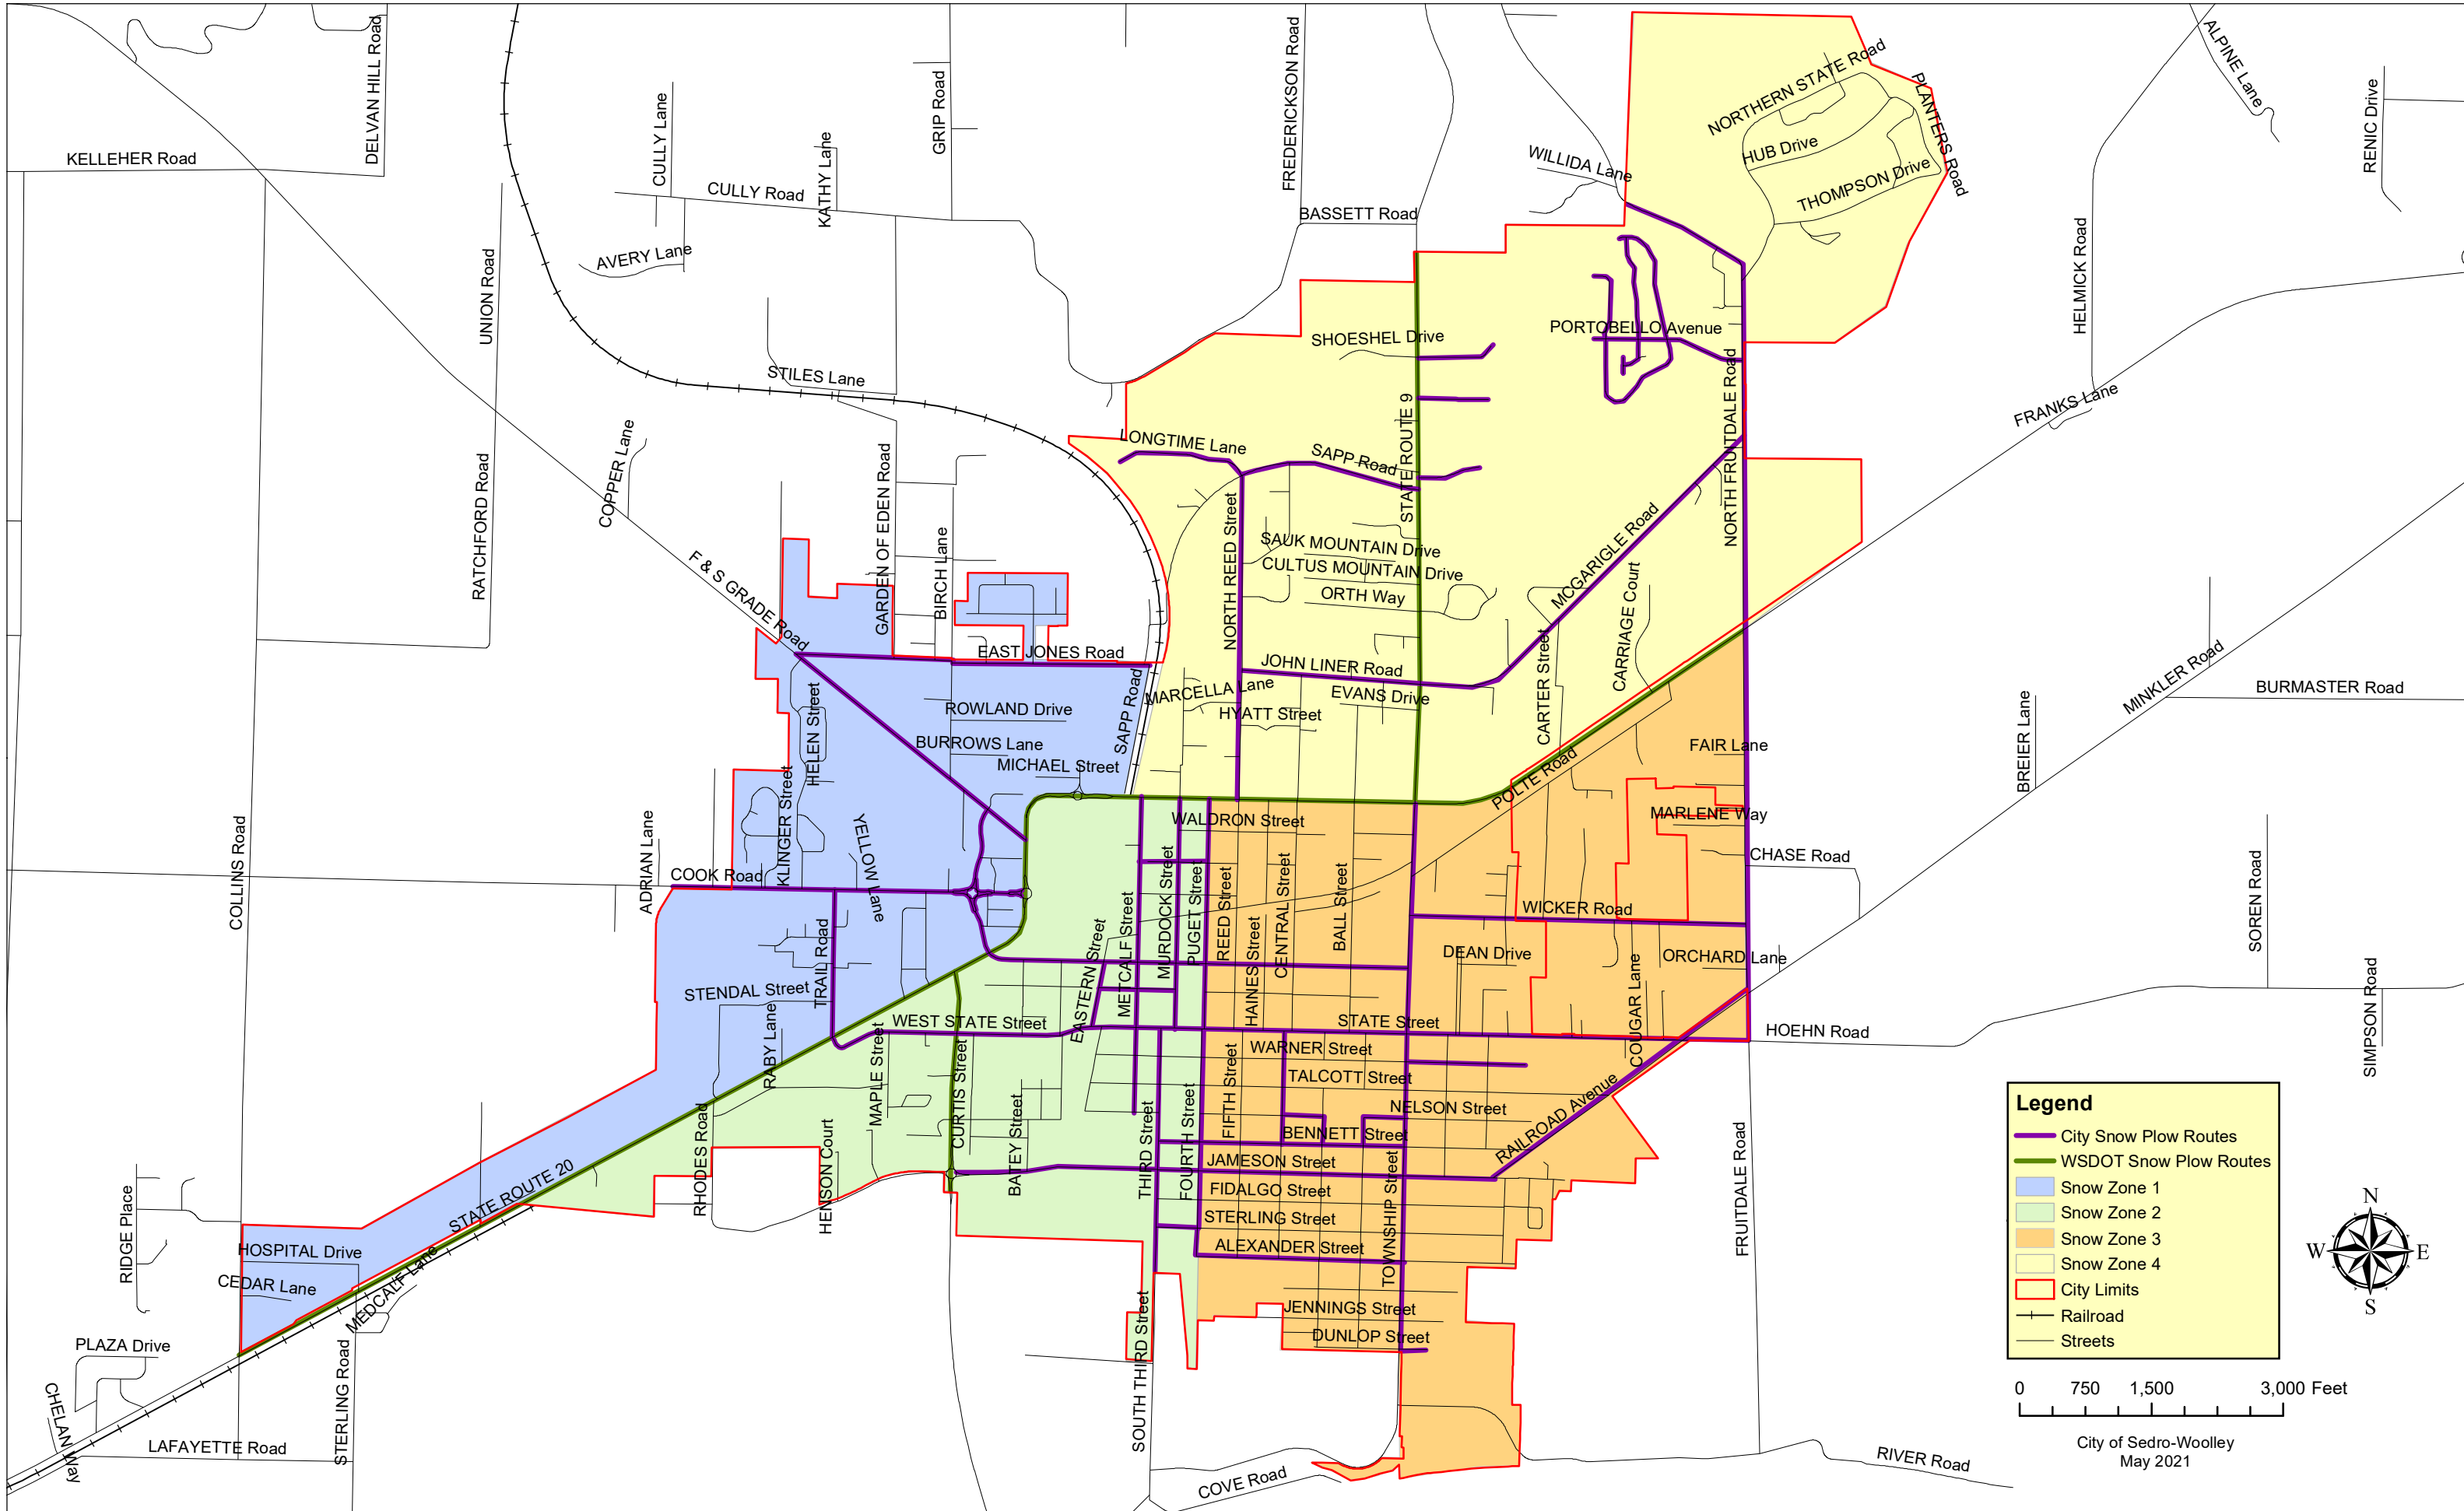 DELVAN HILL Road
KELLEHER Road
CULLY Lane
KATHY Lane
GRIP Road
CULLY Road
AVERY Lane
FREDERICKSON Road
BASSETT Road
WILLIDA Lane
NORTHERN STATE Road
PLANTERS Road
HUB Drive
THOMPSON Drive
ALPINE Lane
RENIC Drive
HELMICK Road
UNION Road
STILES Lane
SHOESHEL Drive
PORTOBELLO Avenue
STATE ROUTE 9
NORTH FRUITDALE Road
FRANKS Lane
COPPER Lane
RATCHFORD Road
GARDEN OF EDEN Road
BIRCH Lane
LONGTIME Lane
SAPP Road
NORTH REED Street
SAUK MOUNTAIN Drive
CULTUS MOUNTAIN Drive
ORTH Way
MCGARIGLE Road
CARRIAGE Court
CARTER Street
F & S GRADE Road
EAST JONES Road
JOHN LINER Road
MARCELLA Lane
EVANS Drive
HYATT Street
SAPP Road
ROWLAND Drive
BURROWS Lane
MICHAEL Street
HELEN Street
KLINGER Street
YELLOW Lane
POLTE Road
FAIR Lane
MARLENE Way
CHASE Road
MINKLER Road
BURMASTER Road
BREIER Lane
COLLINS Road
ADRIAN Lane
COOK Road
WALDRON Street
METCALF Street
MURDOCK Street
PUGET Street
REED Street
HAINES Street
CENTRAL Street
BALL Street
WICKER Road
DEAN Drive
ORCHARD Lane
COUGAR Lane
SOREN Road
SIMPSON Road
HOEHN Road
TRAIL Road
STENDAL Street
RABY Lane
WEST STATE Street
EASTERN Street
STATE Street
WARNER Street
TALCOTT Street
NELSON Street
BENNETT Street
JAMESON Street
FIDALGO Street
STERLING Street
ALEXANDER Street
JENNINGS Street
DUNLOP Street
RAILROAD Avenue
TOWNSHIP Street
FIFTH Street
FOURTH Street
THIRD Street
BATEY Street
CURTIS Street
MAPLE Street
HENSON Court
RHODES Road
STATE ROUTE 20
HOSPITAL Drive
CEDAR Lane
MEDCALF Lane
RIDGE Place
PLAZA Drive
CHELAN Way
STERLING Road
LAFAYETTE Road
SOUTH THIRD Street
COVE Road
FRUITDALE Road
RIVER Road
Legend
City Snow Plow Routes
WSDOT Snow Plow Routes
Snow Zone 1
Snow Zone 2
Snow Zone 3
Snow Zone 4
City Limits
Railroad
Streets
N
W E
S
0 750 1,500 3,000 Feet
City of Sedro-Woolley
May 2021